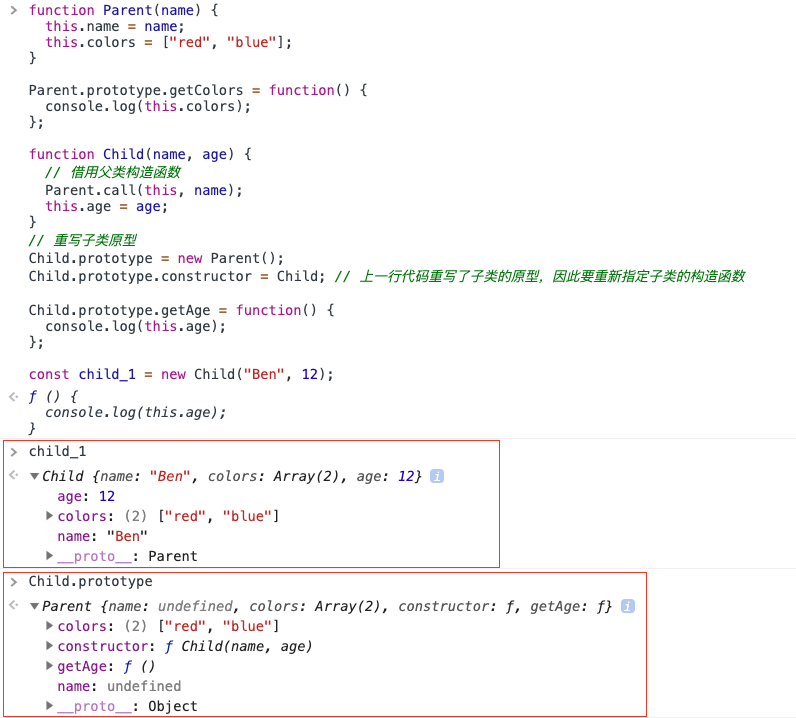 function Parent(name) {
  this.name = name;
  this.colors = ["red", "blue"];
}

Parent.prototype.getColors = function() {
  console.log(this.colors);
};

function Child(name, age) {
  // 借用父类构造函数
  Parent.call(this, name);
  this.age = age;
}
// 重写子类原型
Child.prototype = new Parent();
Child.prototype.constructor = Child; // 上一行代码重写了子类的原型，因此要重新指定子类的构造函数

Child.prototype.getAge = function() {
  console.log(this.age);
};

const child_1 = new Child("Ben", 12);
ƒ () {
  console.log(this.age);
}
child_1
Child {name: "Ben", colors: Array(2), age: 12} i
age: 12
colors: (2) ["red", "blue"]
name: "Ben"
__proto__: Parent
Child.prototype
Parent {name: undefined, colors: Array(2), constructor: ƒ, getAge: ƒ} i
colors: (2) ["red", "blue"]
constructor: ƒ Child(name, age)
getAge: ƒ ()
name: undefined
__proto__: Object